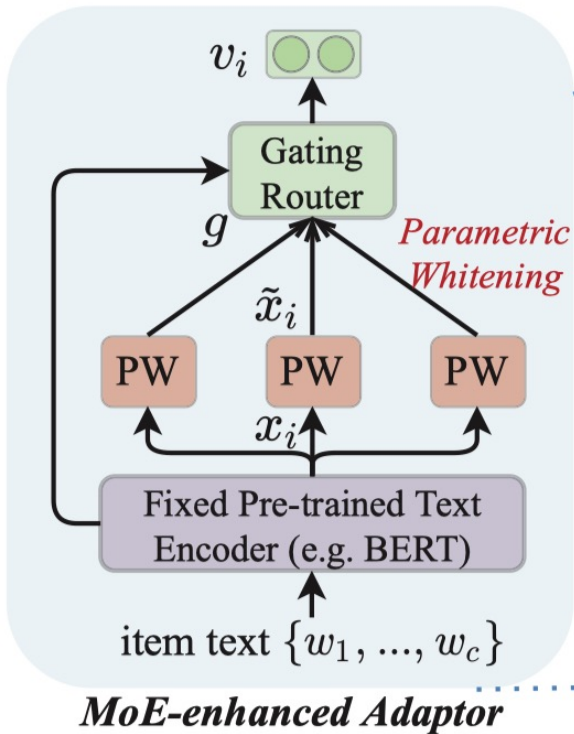 v_i
Gating
Router
g
Parametric
Whitening
x̃_i
PW PW PW
x_i
Fixed Pre-trained Text
Encoder (e.g. BERT)
item text {w_1, ..., w_c}
MoE-enhanced Adaptor